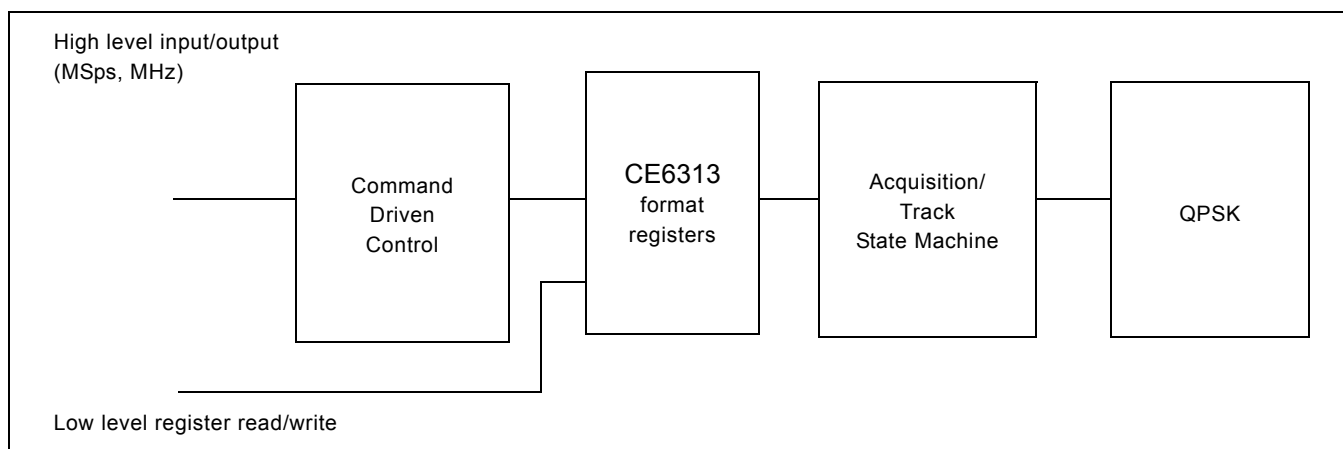 High level input/output
(MSps, MHz)
Command
Driven
Control
CE6313
format
registers
Acquisition/
Track
State Machine
QPSK
Low level register read/write